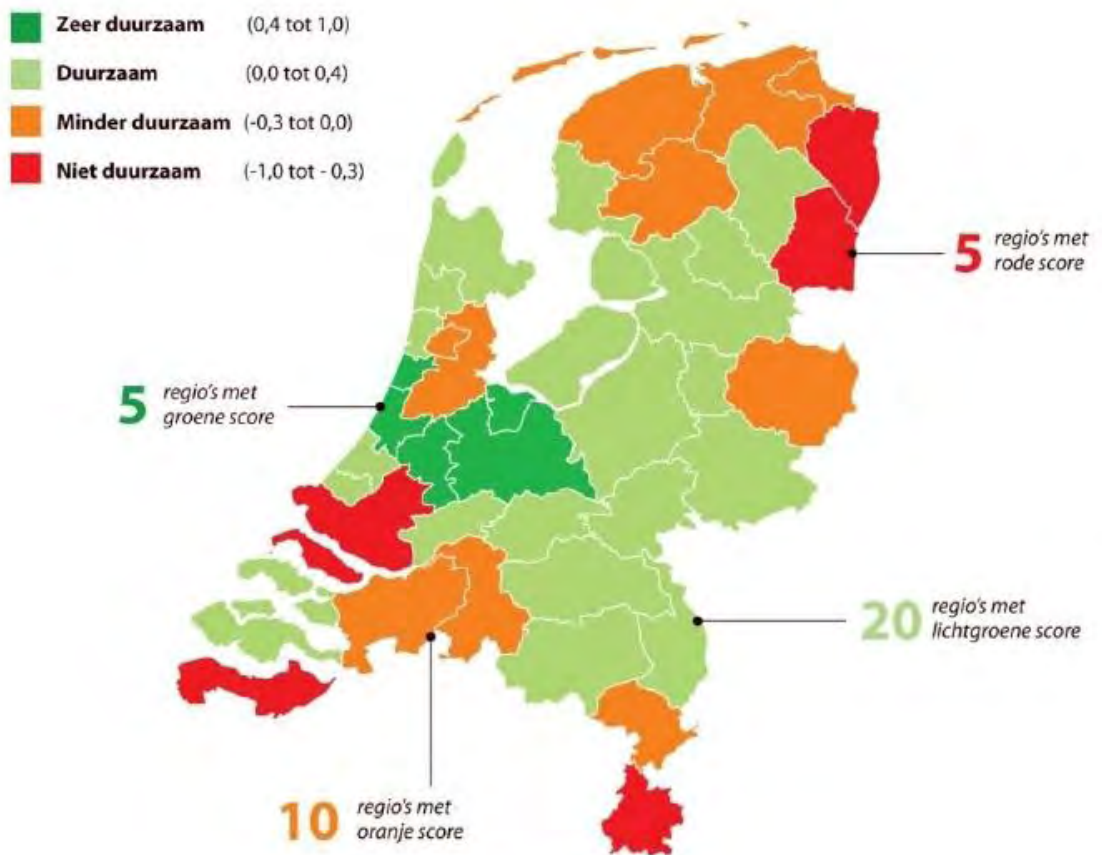 Zeer duurzaam (0,4 tot 1,0)
Duurzaam (0,0 tot 0,4)
Minder duurzaam (-0,3 tot 0,0)
Niet duurzaam (-1,0 tot - 0,3)
5 regio's met
rode score
5 regio's met
groene score
20 regio's met
lichtgroene score
10 regio's met
oranje score